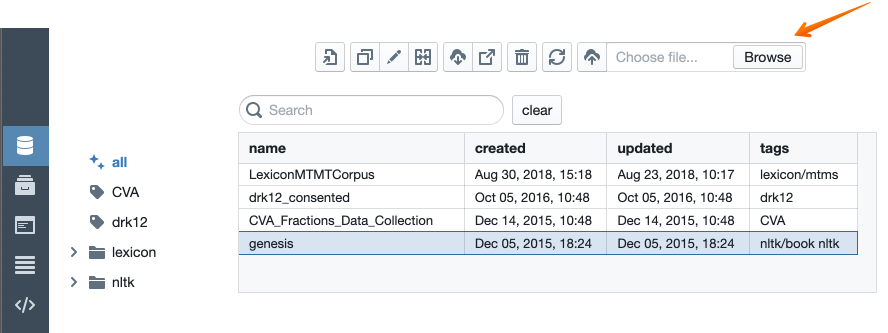 Choose file... Browse
Search clear
name created updated tags
all
LexiconMTMTCorpus Aug 30, 2018, 15:18 Aug 23, 2018, 10:17 lexicon/mtms
CVA
drk12_consented Oct 05, 2016, 10:48 Oct 05, 2016, 10:48 drk12
drk12
CVA_Fractions_Data_Collection Dec 14, 2015, 10:48 Dec 14, 2015, 10:48 CVA
lexicon
genesis Dec 05, 2015, 18:24 Dec 05, 2015, 18:24 nltk/book nltk
nltk